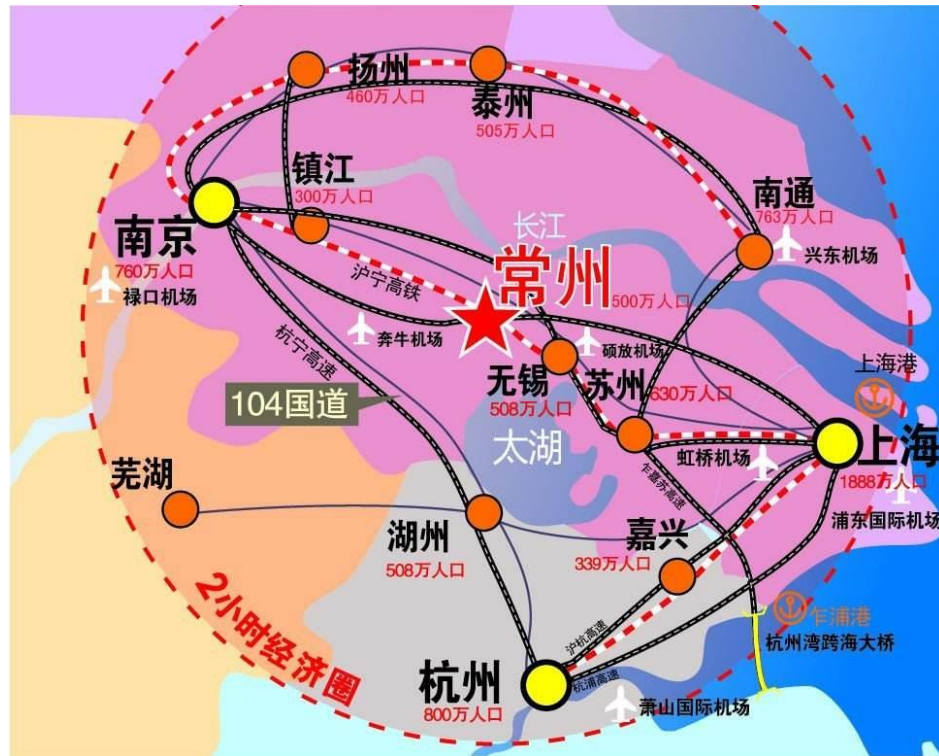 扬州
460万人口
泰州
505万人口
镇江
300万人口
南通
763万人口
兴东机场
南京
760万人口
禄口机场
长江
常州
500万人口
沪宁高铁
奔牛机场
硕放机场
杭宁高速
104国道
无锡
508万人口
苏州
630万人口
上海港
太湖
虹桥机场
上海
1888万人口
浦东国际机场
乍嘉苏高速
芜湖
湖州
508万人口
嘉兴
339万人口
2小时经济圈
沪杭高速
乍浦港
杭州湾跨海大桥
杭州
800万人口
杭浦高速
萧山国际机场